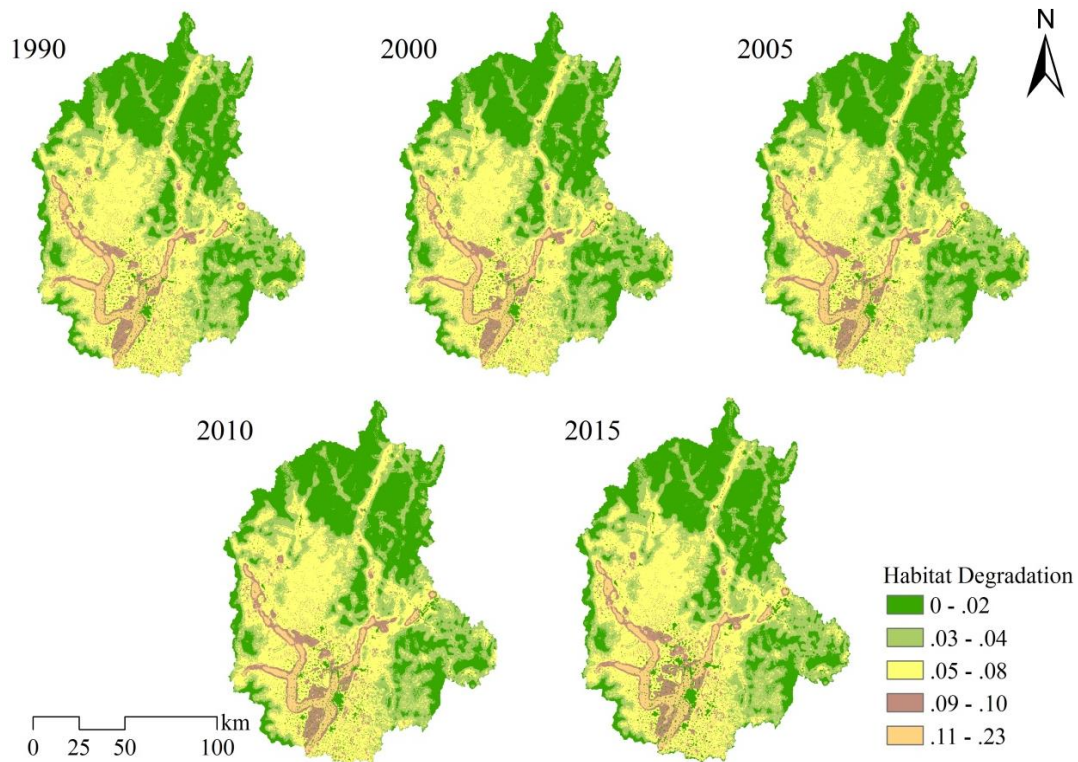 1990
2000
2005
N
2010
2015
Habitat Degradation
0 - .02
.03 - .04
.05 - .08
.09 - .10
.11 - .23
km
0 25 50 100